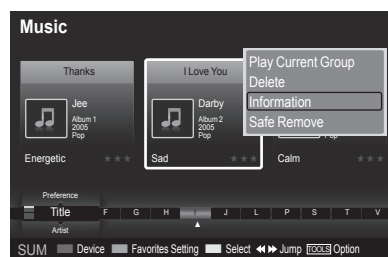 Music
Thanks
I Love You
Play Current Group
Delete
Information
Safe Remove
Jee
Album 1
2005
Pop
Darby
Album 2
2005
Pop
Pop
Energetic ★★★
Sad ★★★
Calm ★★★
Preference
Title F G H I J L P S T V
Artist
SUM Device Favorites Setting Select ◀◀ ▶▶ Jump TOOLS Option